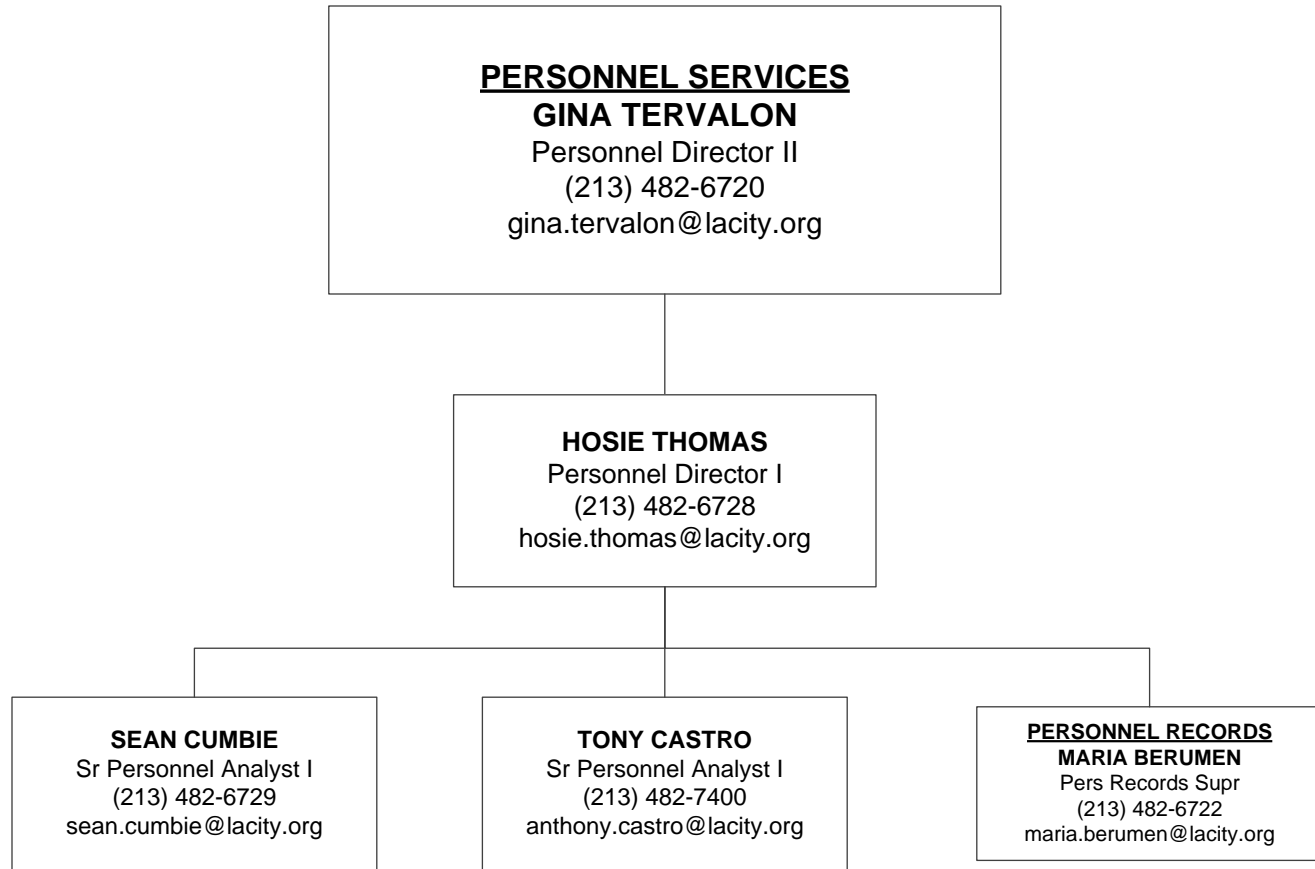 PERSONNEL SERVICES
GINA TERVALON
Personnel Director II
(213) 482-6720
gina.tervalon@lacity.org
HOSIE THOMAS
Personnel Director I
(213) 482-6728
hosie.thomas@lacity.org
SEAN CUMBIE
Sr Personnel Analyst I
(213) 482-6729
sean.cumbie@lacity.org
TONY CASTRO
Sr Personnel Analyst I
(213) 482-7400
anthony.castro@lacity.org
PERSONNEL RECORDS
MARIA BERUMEN
Pers Records Supr
(213) 482-6722
maria.berumen@lacity.org